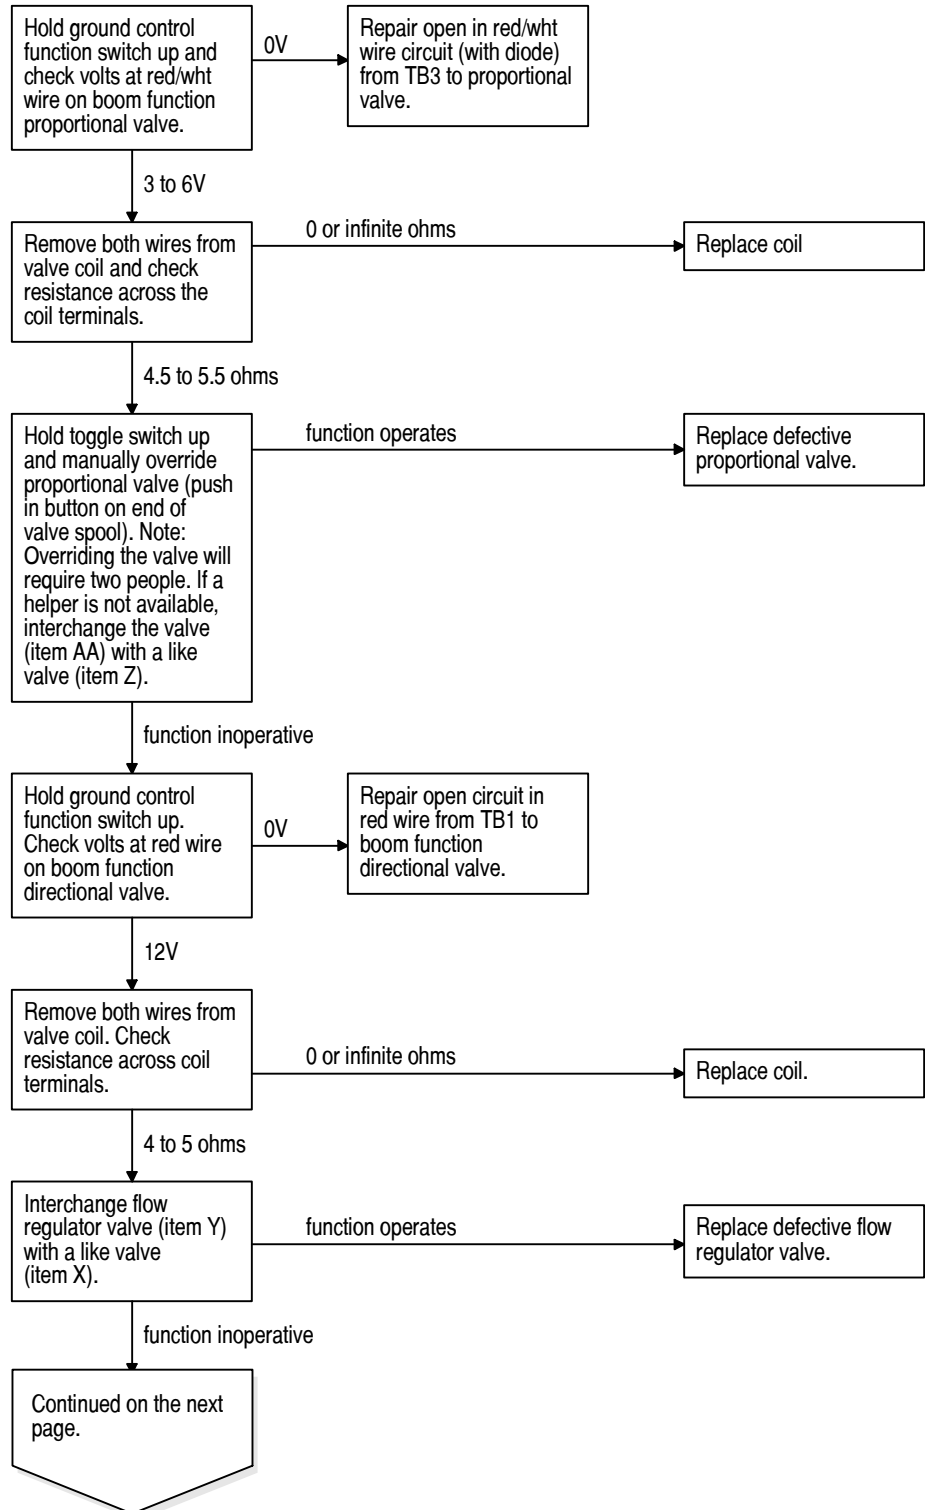 Hold ground control
function switch up and
check volts at red/wht
wire on boom function
proportional valve.
0V
Repair open in red/wht
wire circuit (with diode)
from TB3 to proportional
valve.
3 to 6V
Remove both wires from
valve coil and check
resistance across the
coil terminals.
0 or infinite ohms
Replace coil
4.5 to 5.5 ohms
Hold toggle switch up
and manually override
proportional valve (push
in button on end of
valve spool). Note:
Overriding the valve will
require two people. If a
helper is not available,
interchange the valve
(item AA) with a like
valve (item Z).
function operates
Replace defective
proportional valve.
function inoperative
Hold ground control
function switch up.
Check volts at red wire
on boom function
directional valve.
0V
Repair open circuit in
red wire from TB1 to
boom function
directional valve.
12V
Remove both wires from
valve coil. Check
resistance across coil
terminals.
0 or infinite ohms
Replace coil.
4 to 5 ohms
Interchange flow
regulator valve (item Y)
with a like valve
(item X).
function operates
Replace defective flow
regulator valve.
function inoperative
Continued on the next
page.